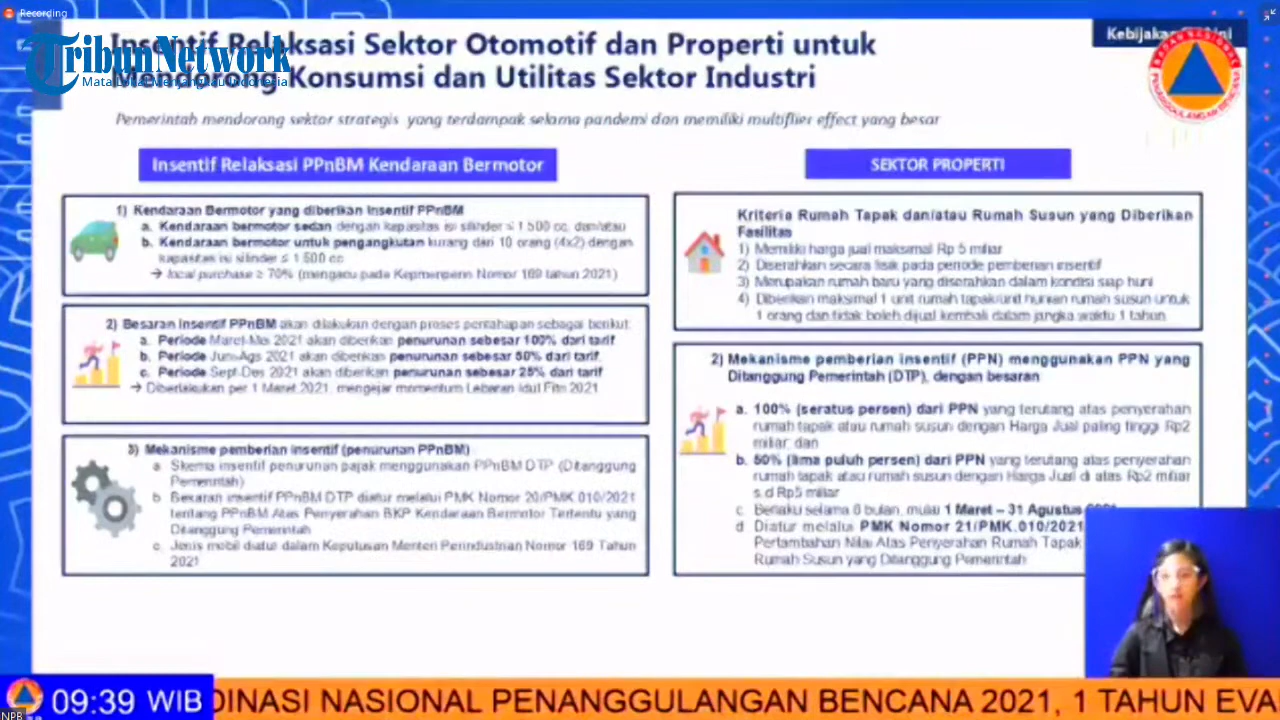 Recording
TribunNetwork
Mata Lokal Menjangkau Indonesia
Insentif Relaksasi Sektor Otomotif dan Properti untuk
Mendorong Konsumsi dan Utilitas Sektor Industri
Kebijakan
Pemerintah mendorong sektor strategis yang terdampak selama pandemi dan memiliki multiflier effect yang besar
Insentif Relaksasi PPnBM Kendaraan Bermotor
1) Kendaraan Bermotor yang diberikan Insentif PPnBM
a. Kendaraan bermotor sedan dengan kapasitas isi silinder ≤ 1.500 cc, dan/atau
b. Kendaraan bermotor untuk pengangkutan kurang dari 10 orang (4x2) dengan
kapasitas isi silinder ≤ 1.500 cc
→ local purchase ≥ 70% (mengacu pada Kepmenperin Nomor 169 tahun 2021)
2) Besaran Insentif PPnBM akan dilakukan dengan proses pentahapan sebagai berikut:
a. Periode Maret-Mei 2021 akan diberikan penurunan sebesar 100% dari tarif
b. Periode Juni-Ags 2021 akan diberikan penurunan sebesar 50% dari tarif
c. Periode Sept-Des 2021 akan diberikan penurunan sebesar 25% dari tarif
→ Diberlakukan per 1 Maret 2021, mengejar momentum Lebaran Idul Fitri 2021
3) Mekanisme pemberian insentif (penurunan PPnBM)
a Skema insentif penurunan pajak menggunakan PPnBM DTP (Ditanggung
Pemerintah)
b Besaran insentif PPnBM DTP diatur melalui PMK Nomor 20/PMK.010/2021
tentang PPnBM Atas Penyerahan BKP Kendaraan Bermotor Tertentu yang
Ditanggung Pemerintah
c. Jenis mobil diatur dalam Keputusan Menteri Perindustrian Nomor 169 Tahun
2021
SEKTOR PROPERTI
Kriteria Rumah Tapak dan/atau Rumah Susun yang Diberikan
Fasilitas
1) Memiliki harga jual maksimal Rp 5 miliar
2) Diserahkan secara fisik pada periode pemberian insentif
3) Merupakan rumah baru yang diserahkan dalam kondisi siap huni
4) Diberikan maksimal 1 unit rumah tapak/unit hunian rumah susun untuk
1 orang dan tidak boleh dijual kembali dalam jangka waktu 1 tahun
2) Mekanisme pemberian insentif (PPN) menggunakan PPN yang
Ditanggung Pemerintah (DTP), dengan besaran
a. 100% (seratus persen) dari PPN yang terutang atas penyerahan
rumah tapak atau rumah susun dengan Harga Jual paling tinggi Rp2
miliar; dan
b. 50% (lima puluh persen) dari PPN yang terutang atas penyerahan
rumah tapak atau rumah susun dengan Harga Jual di atas Rp2 miliar
s.d Rp5 miliar
c. Berlaku selama 6 bulan, mulai 1 Maret – 31 Agustus
d Diatur melalui PMK Nomor 21/PMK.010/2021
Pertambahan Nilai Atas Penyerahan Rumah Tapak
Rumah Susun yang Ditanggung Pemerintah
BADAN NASIONAL
PENANGGULANGAN BENCANA
09:39 WIB
DINASI NASIONAL PENANGGULANGAN BENCANA 2021, 1 TAHUN EVA
NPB